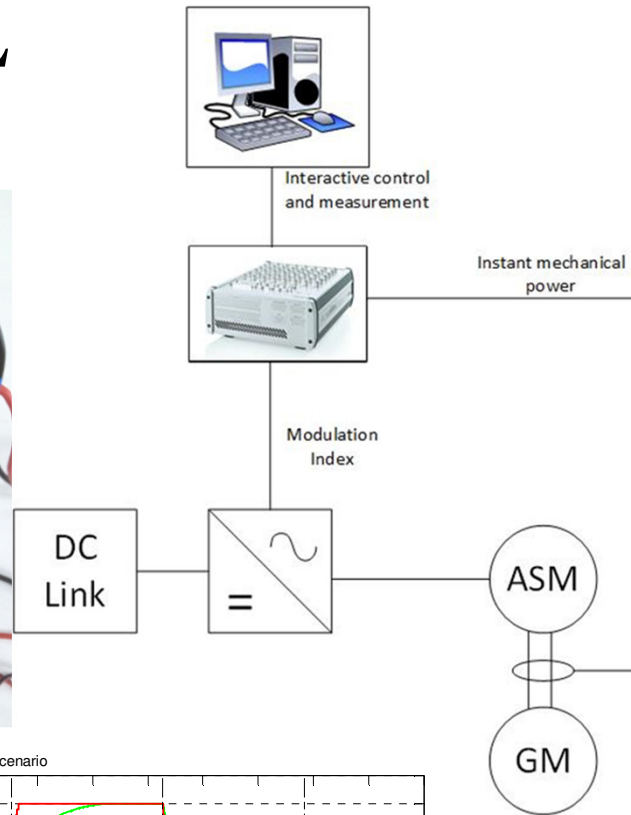 Interactive control
and measurement
Instant mechanical
power
Modulation
Index
DC
Link
=
ASM
GM
cenario